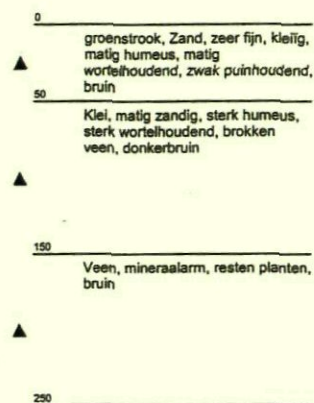 0
groenstrook, Zand, zeer fijn, kleiïg,
matig humeus, matig
wortelhoudend, zwak puinhoudend,
bruin
50
Klei, matig zandig, sterk humeus,
sterk wortelhoudend, brokken
veen, donkerbruin
150
Veen, mineraalarm, resten planten,
bruin
250